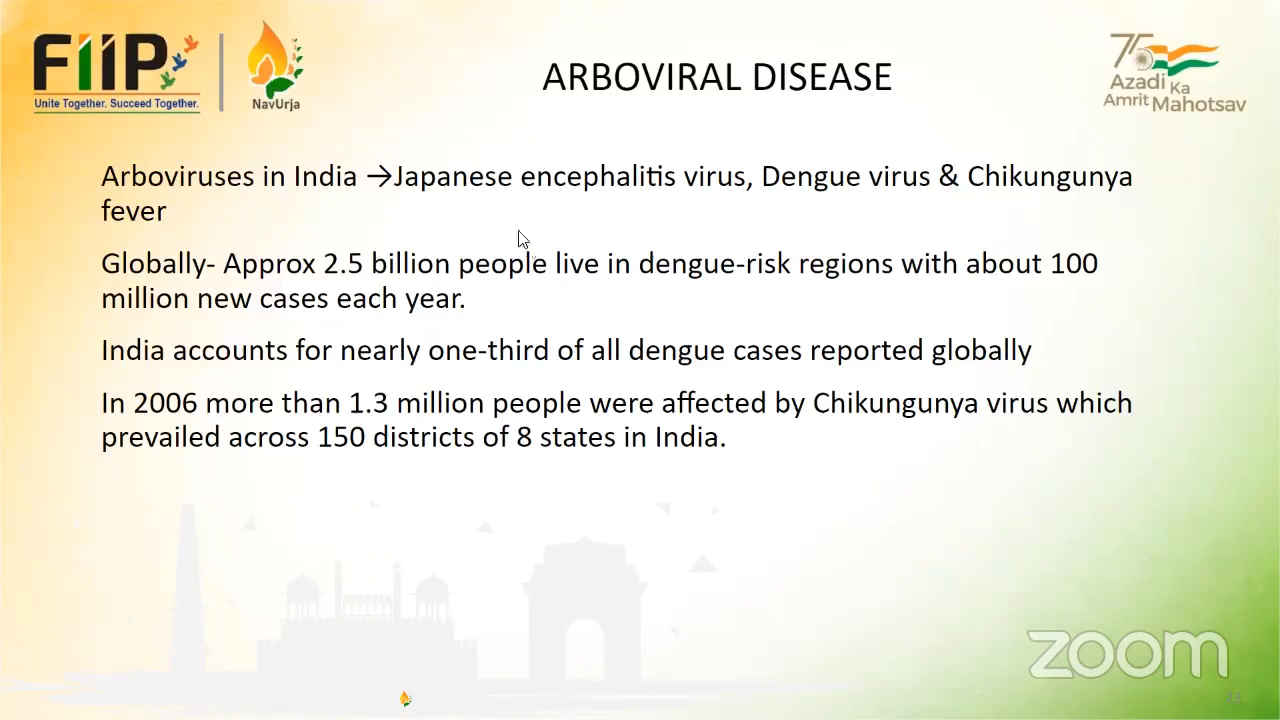 FIIP
Unite Together. Succeed Together.
NavUrja
ARBOVIRAL DISEASE
75
Azadi Ka
Amrit Mahotsav
Arboviruses in India →Japanese encephalitis virus, Dengue virus & Chikungunya
fever
Globally- Approx 2.5 billion people live in dengue-risk regions with about 100
million new cases each year.
India accounts for nearly one-third of all dengue cases reported globally
In 2006 more than 1.3 million people were affected by Chikungunya virus which
prevailed across 150 districts of 8 states in India.
zoom